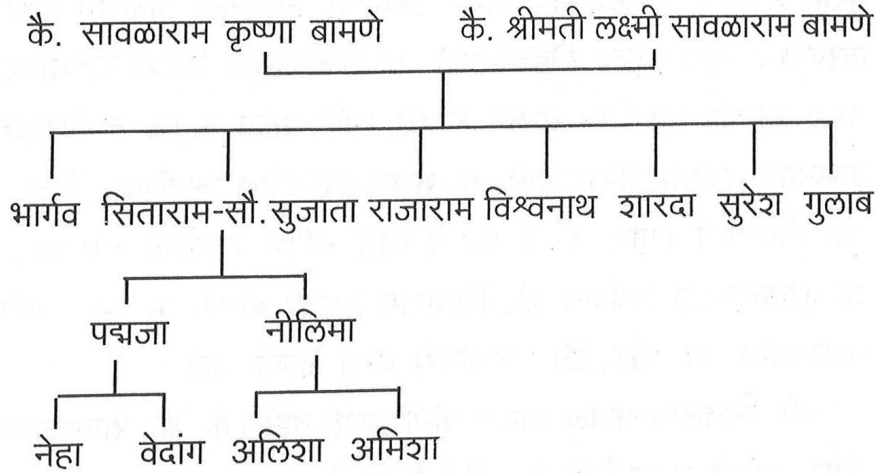 कै. सावळाराम कृष्णा बामणे कै. श्रीमती लक्ष्मी सावळाराम बामणे
भार्गव सिताराम-सौ. सुजाता राजाराम विश्वनाथ शारदा सुरेश गुलाब
पद्मजा नीलिमा
नेहा वेदांग अलिशा अमिशा